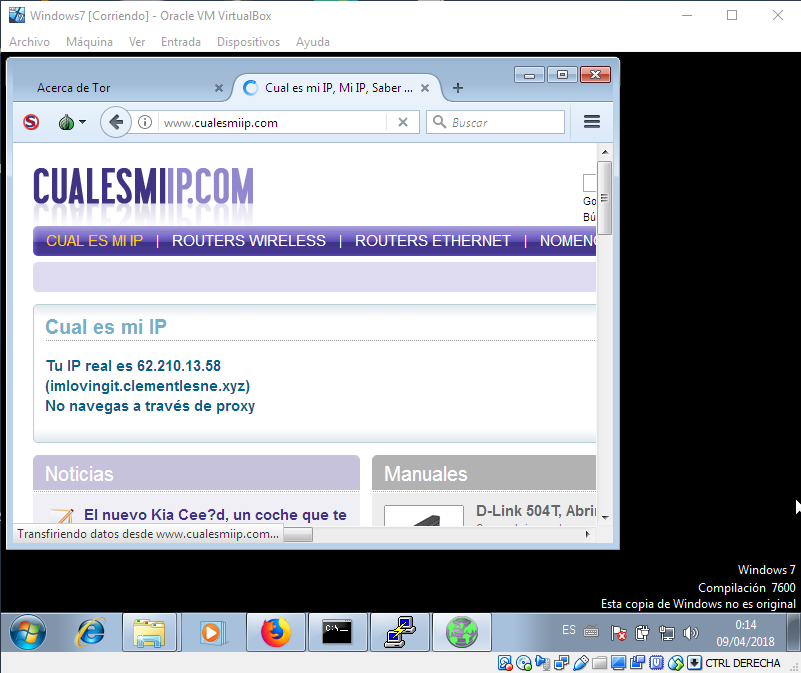 Windows7 [Corriendo] - Oracle VM VirtualBox
Archivo Máquina Ver Entrada Dispositivos Ayuda
Acerca de Tor
Cual es mi IP, Mi IP, Saber ...
www.cualesmiip.com
Buscar
CUALESMIIP.COM
Go
Bú
CUAL ES MI IP | ROUTERS WIRELESS | ROUTERS ETHERNET | NOMENC
Cual es mi IP
Tu IP real es 62.210.13.58
(imlovingit.clementlesne.xyz)
No navegas a través de proxy
Noticias
Manuales
El nuevo Kia Cee?d, un coche que te
D-Link 504T, Abrir
Transfiriendo datos desde www.cualesmiip.com...
Windows 7
Compilación 7600
Esta copia de Windows no es original
C:\
ES
0:14
09/04/2018
CTRL DERECHA